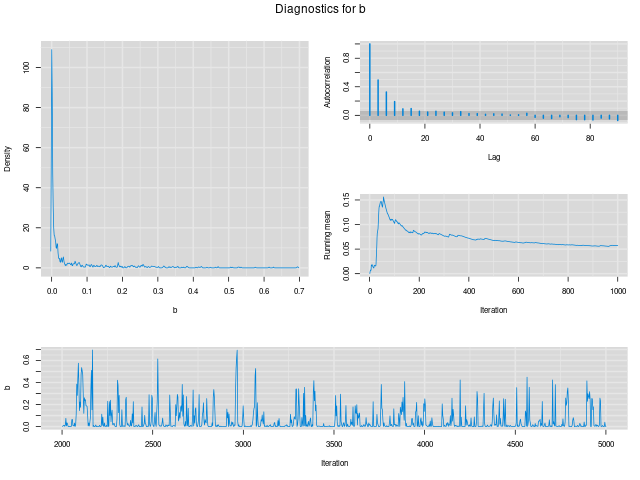 Diagnostics for b
Density
0 20 40 60 80 100
0.0 0.1 0.2 0.3 0.4 0.5 0.6 0.7
b
Autocorrelation
0.0 0.4 0.8
0 20 40 60 80
Lag
Running mean
0.00 0.05 0.10 0.15
0 200 400 600 800 1000
Iteration
b
0.0 0.2 0.4 0.6
2000 2500 3000 3500 4000 4500 5000
Iteration